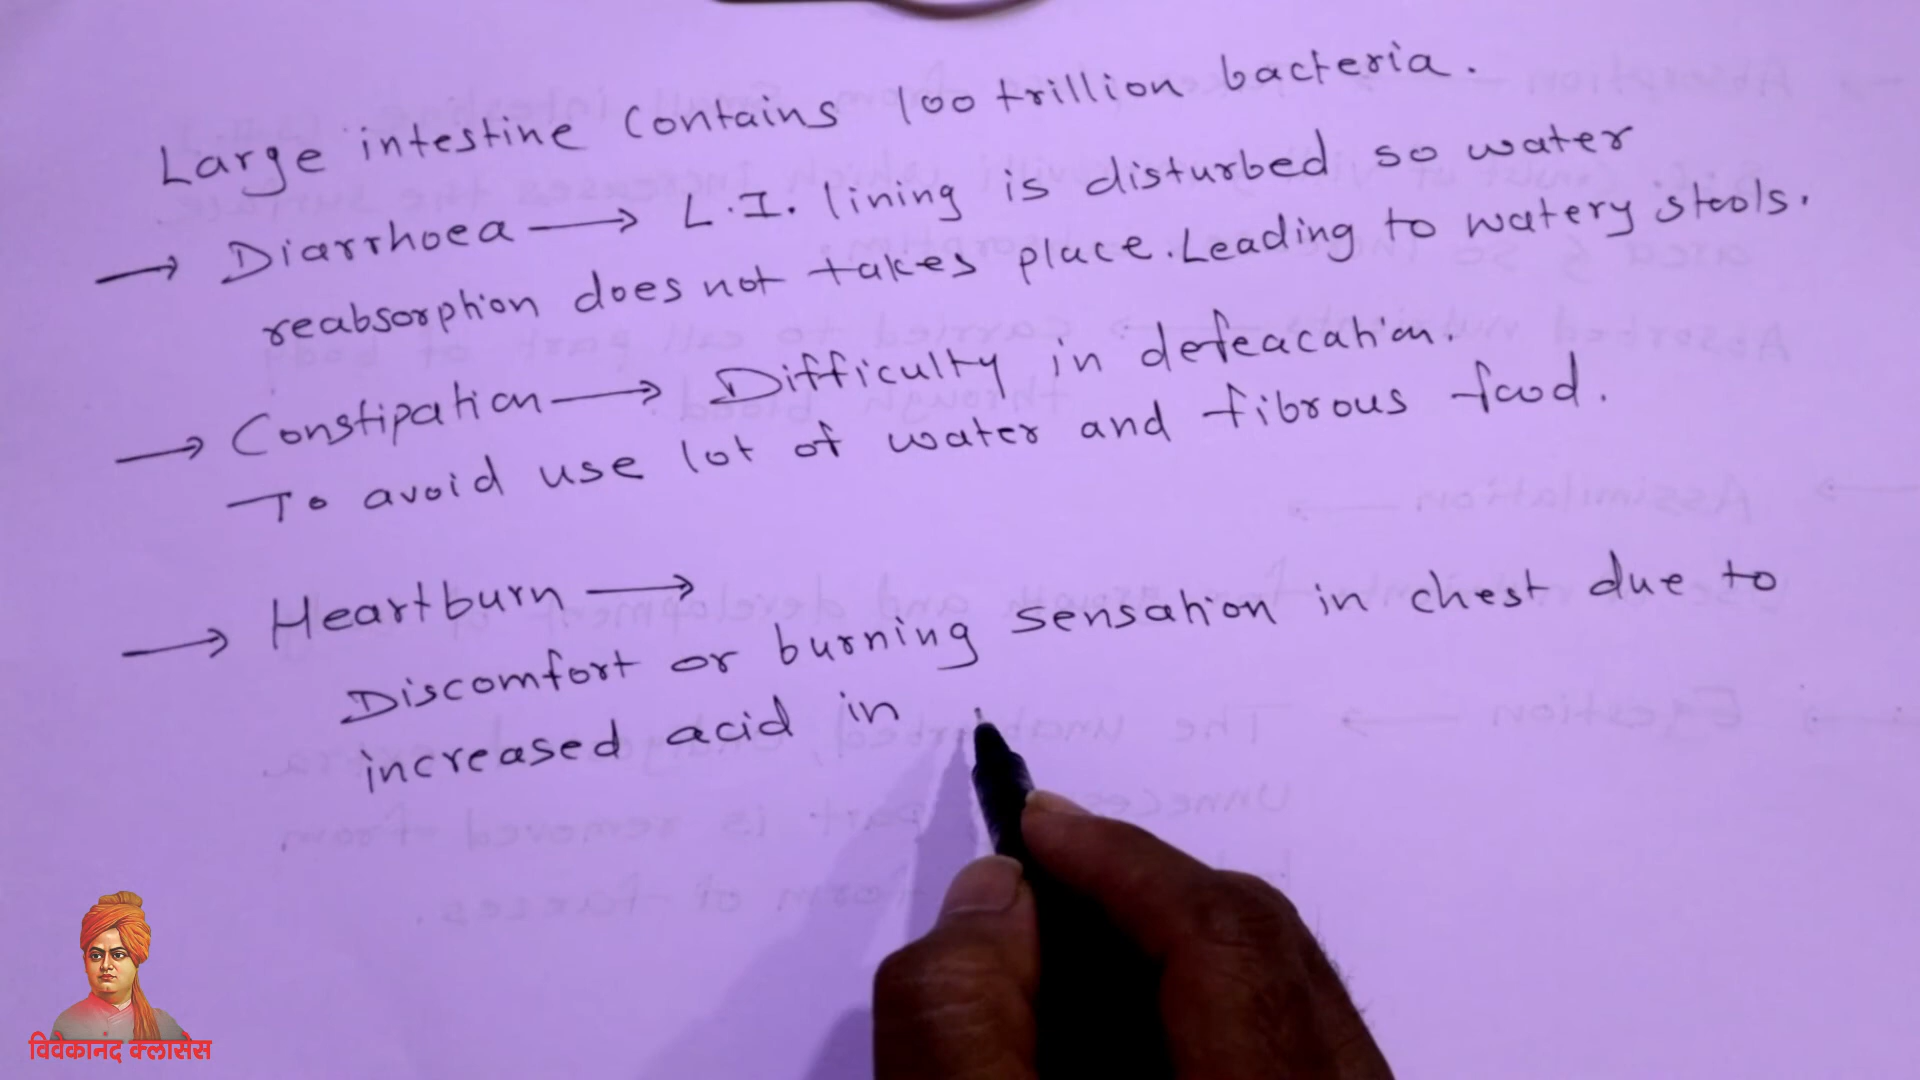 Large intestine contains 100 trillion bacteria.
→ Diarrhoea → L.I. lining is disturbed so water
reabsorption does not takes place. Leading to watery stools.
→ Constipation → Difficulty in defeacation.
To avoid use lot of water and fibrous food.
→ Heartburn →
Discomfort or burning sensation in chest due to
increased acid in
विवेकानंद क्लासेस